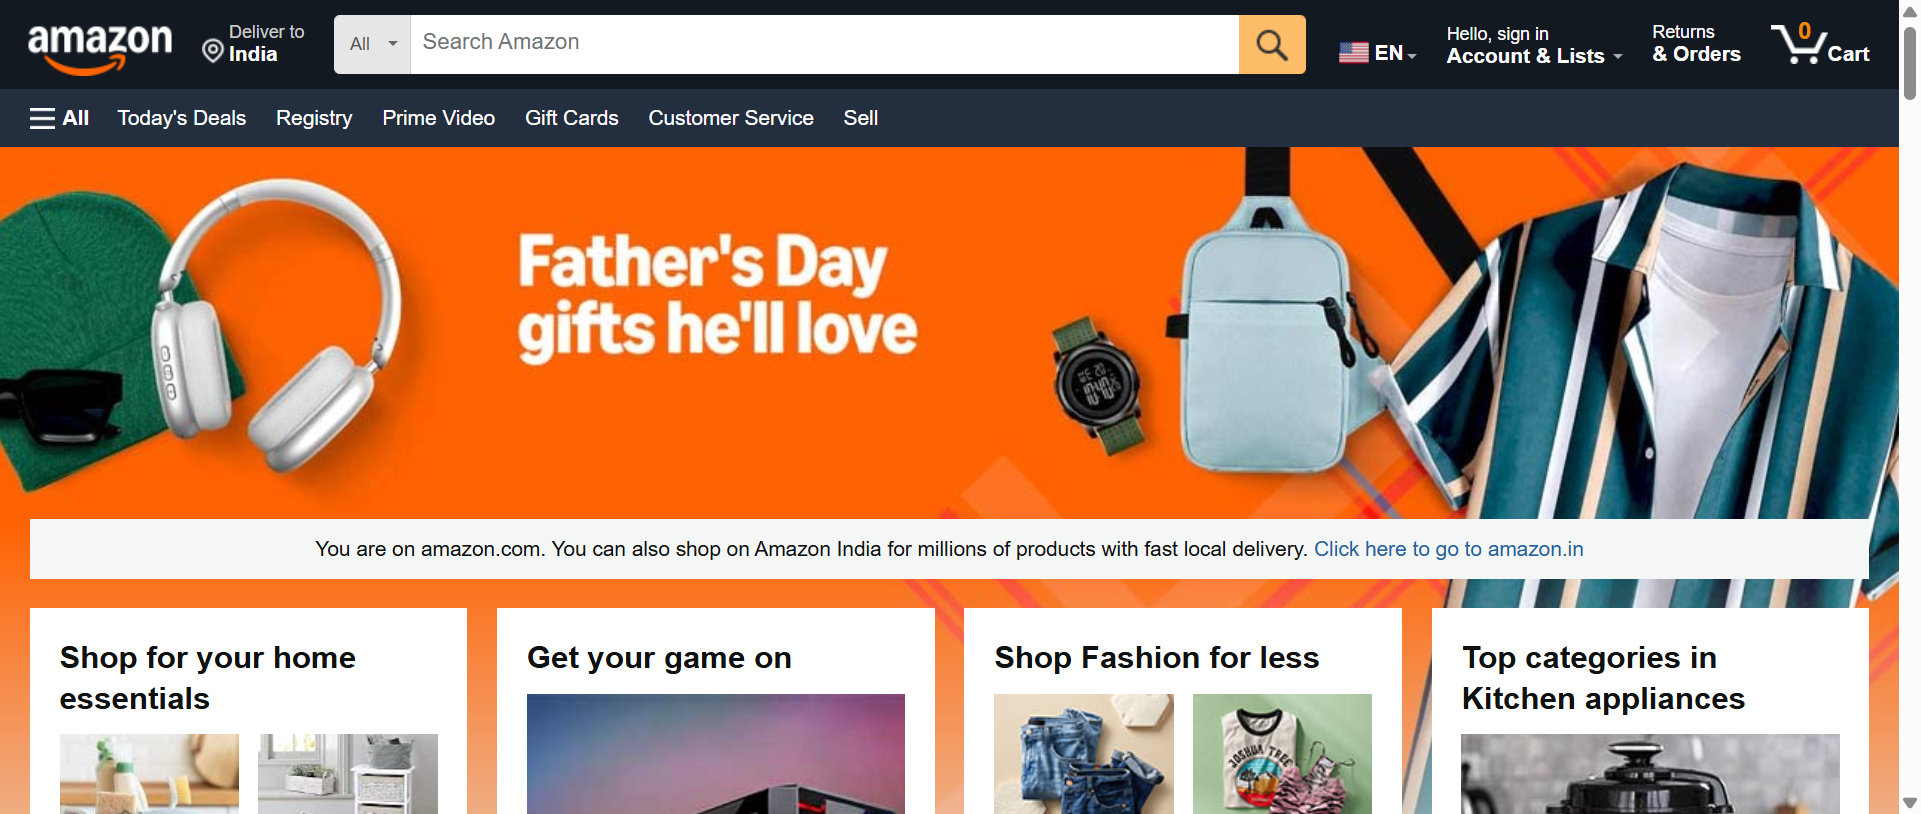 amazon
Deliver to
India
All
Search Amazon
EN
Hello, sign in
Account & Lists
Returns
& Orders
0
Cart
All
Today's Deals
Registry
Prime Video
Gift Cards
Customer Service
Sell
Father's Day
gifts he'll love
You are on amazon.com. You can also shop on Amazon India for millions of products with fast local delivery. Click here to go to amazon.in
Shop for your home
essentials
Get your game on
Shop Fashion for less
Top categories in
Kitchen appliances
JOSHUA TREE